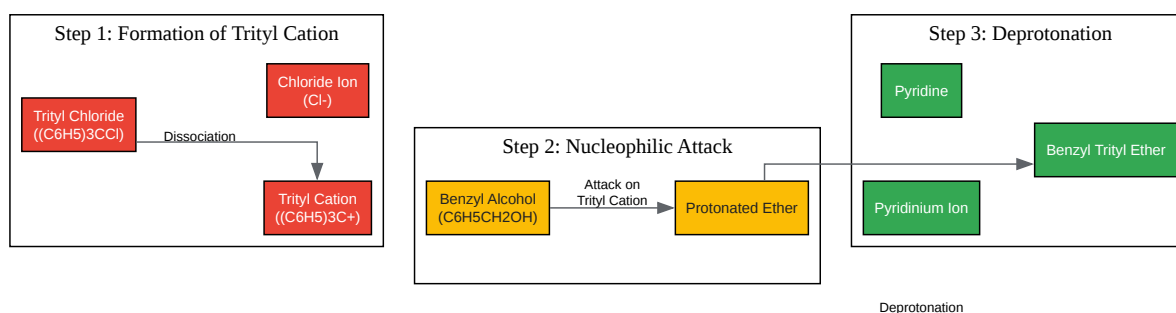 Step 1: Formation of Trityl Cation
Chloride Ion
(Cl-)
Trityl Chloride
((C6H5)3CCl)
Dissociation
Trityl Cation
((C6H5)3C+)
Step 2: Nucleophilic Attack
Benzyl Alcohol
(C6H5CH2OH)
Attack on
Trityl Cation
Protonated Ether
Step 3: Deprotonation
Pyridine
Benzyl Trityl Ether
Pyridinium Ion
Deprotonation